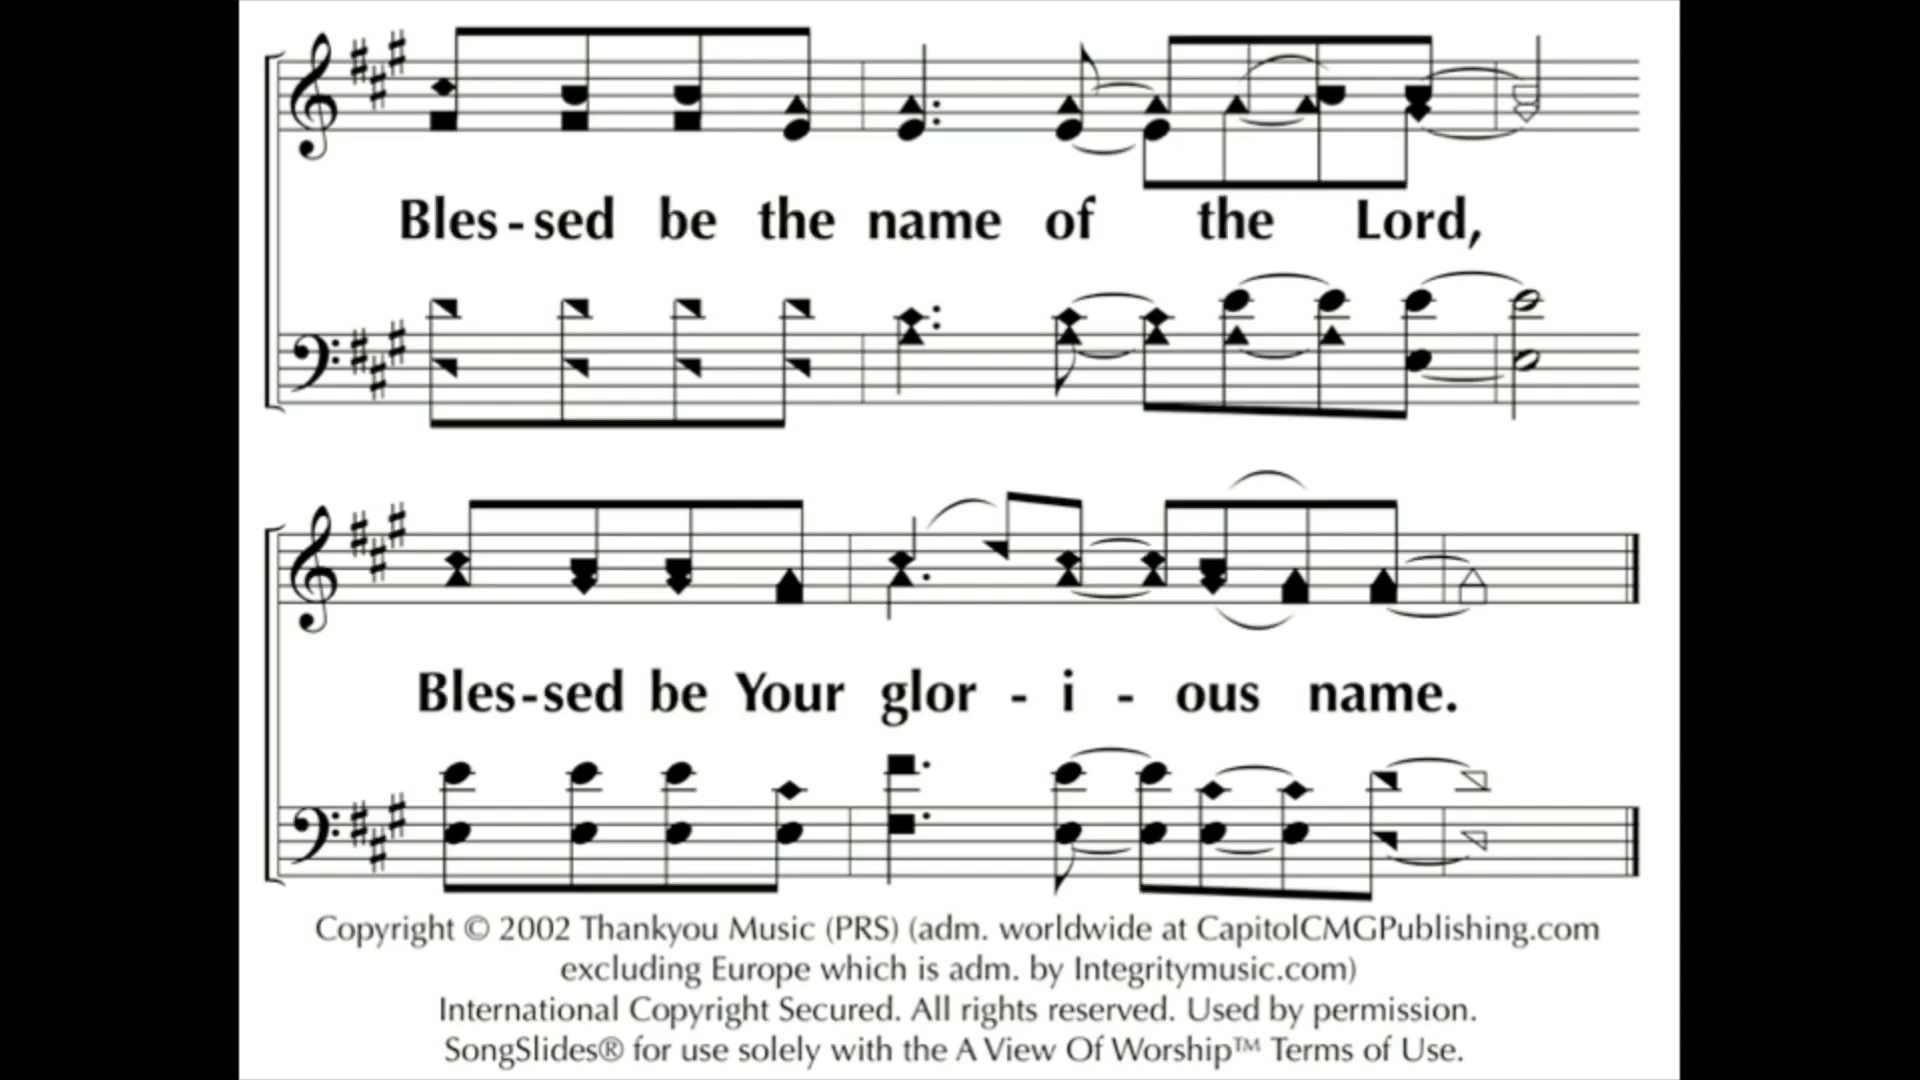 Bles - sed be the name of the Lord,
Bles - sed be Your glor - i - ous name.
Copyright © 2002 Thankyou Music (PRS) (adm. worldwide at CapitolCMGPublishing.com
excluding Europe which is adm. by Integritymusic.com)
International Copyright Secured. All rights reserved. Used by permission.
SongSlides® for use solely with the A View Of Worship™ Terms of Use.